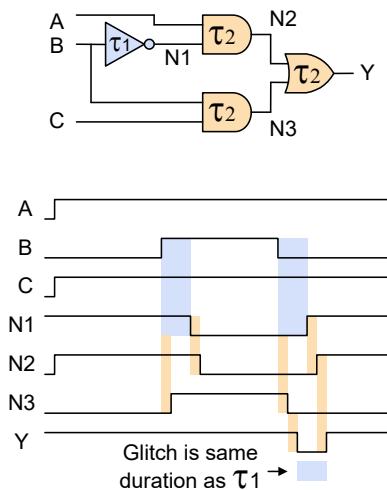 A
N2
B
τ1
N1
τ2
τ2
Y
C
τ2
N3
A
B
C
N1
N2
N3
Y
Glitch is same
duration as τ1